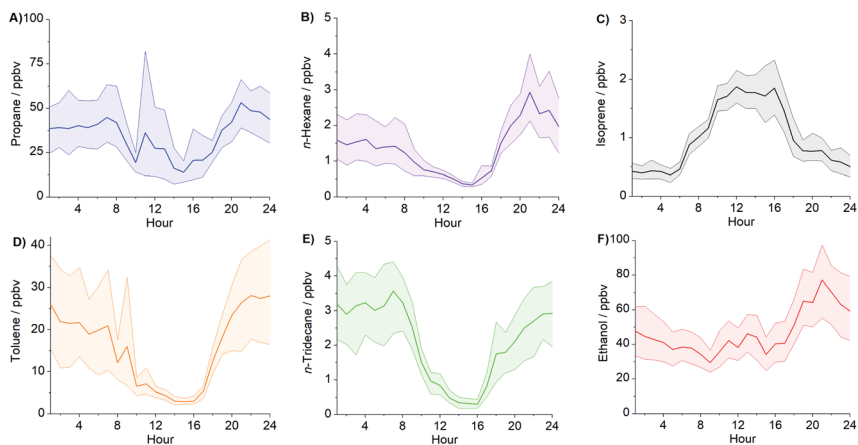 A)
100
75
50
25
0
Propane / ppbv
4 8 12 16 20 24
Hour
B)
5
4
3
2
1
0
n-Hexane / ppbv
4 8 12 16 20 24
Hour
C)
3
2
1
0
Isoprene / ppbv
4 8 12 16 20 24
Hour
D)
40
30
20
10
0
Toluene / ppbv
4 8 12 16 20 24
Hour
E)
5
4
3
2
1
0
n-Tridecane / ppbv
4 8 12 16 20 24
Hour
F)
100
80
60
40
20
0
Ethanol / ppbv
4 8 12 16 20 24
Hour